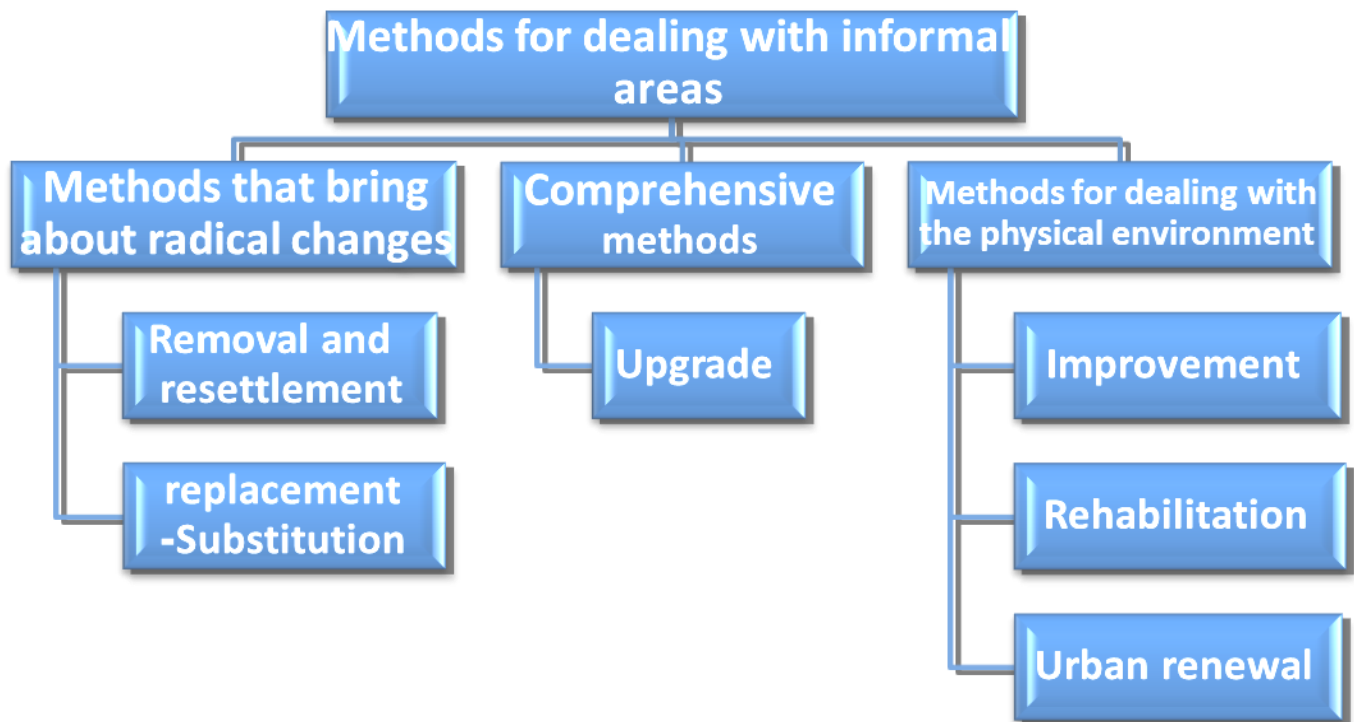 Methods for dealing with informal
areas
Methods that bring
about radical changes
Comprehensive
methods
Methods for dealing with
the physical environment
Removal and
resettlement
replacement
-Substitution
Upgrade
Improvement
Rehabilitation
Urban renewal